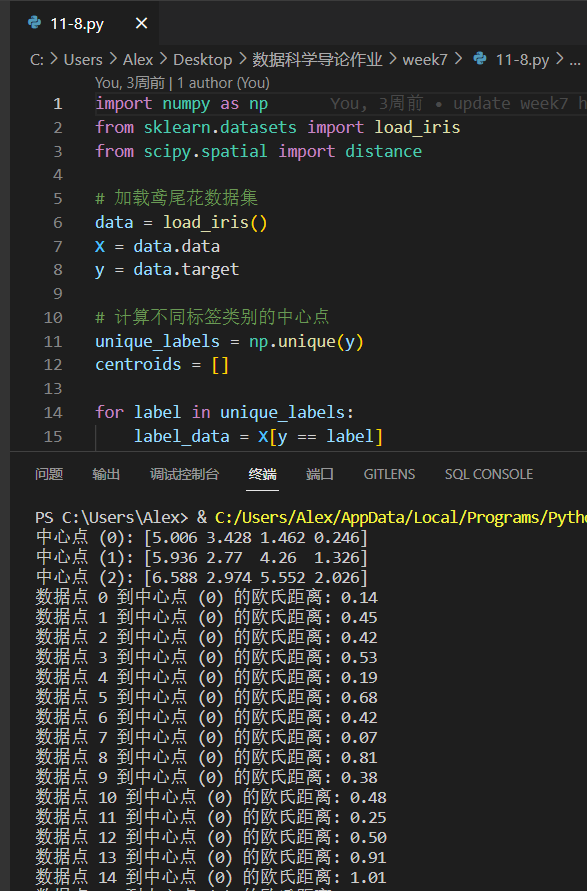 11-8.py
C: > Users > Alex > Desktop > 数据科学导论作业 > week7 > 11-8.py > ...
You, 3周前 | 1 author (You)
1 import numpy as np You, 3周前 • update week7 h
2 from sklearn.datasets import load_iris
3 from scipy.spatial import distance
4
5 # 加载鸢尾花数据集
6 data = load_iris()
7 X = data.data
8 y = data.target
9
10 # 计算不同标签类别的中心点
11 unique_labels = np.unique(y)
12 centroids = []
13
14 for label in unique_labels:
15 label_data = X[y == label]
问题 输出 调试控制台 终端 端口 GITLENS SQL CONSOLE
PS C:\Users\Alex> & C:/Users/Alex/AppData/Local/Programs/Pytho
中心点 (0): [5.006 3.428 1.462 0.246]
中心点 (1): [5.936 2.77 4.26 1.326]
中心点 (2): [6.588 2.974 5.552 2.026]
数据点 0 到中心点 (0) 的欧氏距离: 0.14
数据点 1 到中心点 (0) 的欧氏距离: 0.45
数据点 2 到中心点 (0) 的欧氏距离: 0.42
数据点 3 到中心点 (0) 的欧氏距离: 0.53
数据点 4 到中心点 (0) 的欧氏距离: 0.19
数据点 5 到中心点 (0) 的欧氏距离: 0.68
数据点 6 到中心点 (0) 的欧氏距离: 0.42
数据点 7 到中心点 (0) 的欧氏距离: 0.07
数据点 8 到中心点 (0) 的欧氏距离: 0.81
数据点 9 到中心点 (0) 的欧氏距离: 0.38
数据点 10 到中心点 (0) 的欧氏距离: 0.48
数据点 11 到中心点 (0) 的欧氏距离: 0.25
数据点 12 到中心点 (0) 的欧氏距离: 0.50
数据点 13 到中心点 (0) 的欧氏距离: 0.91
数据点 14 到中心点 (0) 的欧氏距离: 1.01